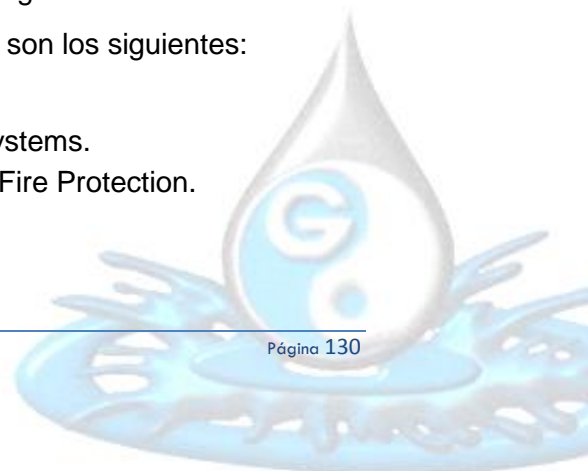 son los siguientes:
ystems.
Fire Protection.
G
Página 130